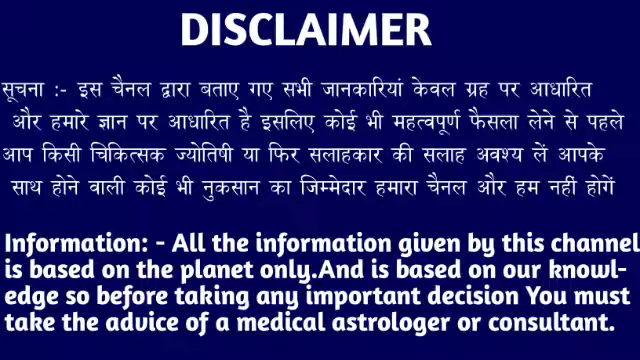 DISCLAIMER
सूचना :- इस चैनल द्वारा बताए गए सभी जानकारियां केवल ग्रह पर आधारित
और हमारे ज्ञान पर आधारित है इसलिए कोई भी महत्वपूर्ण फैसला लेने से पहले
आप किसी चिकित्सक ज्योतिषी या फिर सलाहकार की सलाह अवश्य लें आपके
साथ होने वाली कोई भी नुकसान का जिम्मेदार हमारा चैनल और हम नहीं होगें
Information: - All the information given by this channel
is based on the planet only.And is based on our knowl-
edge so before taking any important decision You must
take the advice of a medical astrologer or consultant.